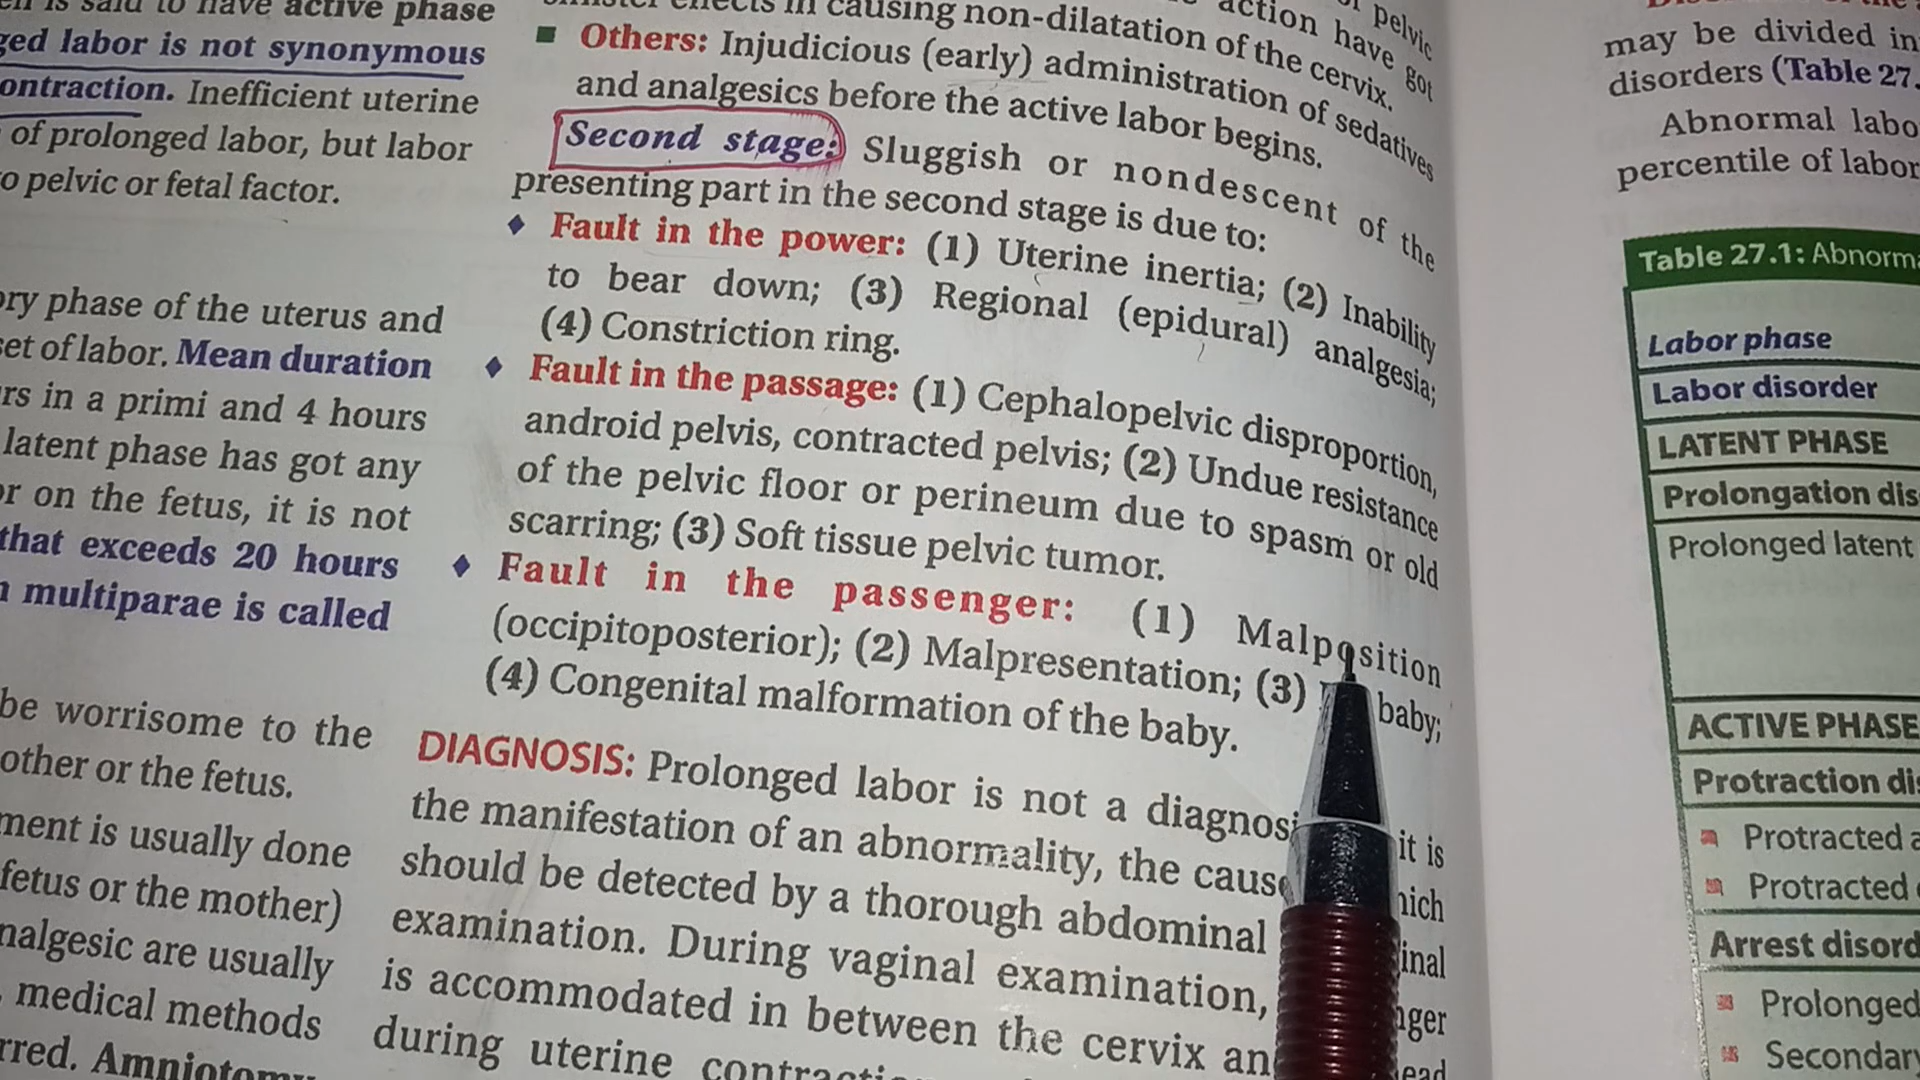 en is said to have active phase
ged labor is not synonymous
ontraction. Inefficient uterine
of prolonged labor, but labor
o pelvic or fetal factor.
ory phase of the uterus and
set of labor. Mean duration
rs in a primi and 4 hours
latent phase has got any
or on the fetus, it is not
that exceeds 20 hours
n multiparae is called
be worrisome to the
other or the fetus.
ment is usually done
fetus or the mother)
nalgesic are usually
, medical methods
rred. Amniotomy
pelvic
action have got
effects in causing non-dilatation of the cervix.
■ Others: Injudicious (early) administration of sedatives
and analgesics before the active labor begins.
Second stage: Sluggish or nondescent of the
presenting part in the second stage is due to:
♦ Fault in the power: (1) Uterine inertia; (2) Inability
to bear down; (3) Regional (epidural) analgesia;
(4) Constriction ring.
♦ Fault in the passage: (1) Cephalopelvic disproportion,
android pelvis, contracted pelvis; (2) Undue resistance
of the pelvic floor or perineum due to spasm or old
scarring; (3) Soft tissue pelvic tumor.
♦ Fault in the passenger: (1) Malposition
(occipitoposterior); (2) Malpresentation; (3) baby;
(4) Congenital malformation of the baby.
DIAGNOSIS: Prolonged labor is not a diagnosi it is
the manifestation of an abnormality, the cause hich
should be detected by a thorough abdominal inal
examination. During vaginal examination, nger
is accommodated in between the cervix an ead
during uterine contracti
may be divided in
disorders (Table 27.
Abnormal labo
percentile of labor
Table 27.1: Abnorma
Labor phase
Labor disorder
LATENT PHASE
Prolongation dis
Prolonged latent
ACTIVE PHASE
Protraction dis
Protracted a
Protracted
Arrest disord
Prolonged
Secondary